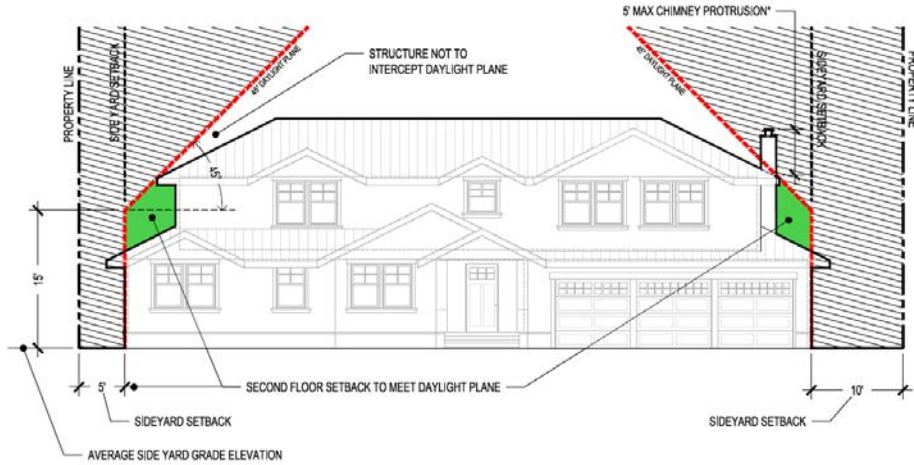 5' MAX CHIMNEY PROTRUSION*
STRUCTURE NOT TO
INTERCEPT DAYLIGHT PLANE
45° DAYLIGHT PLANE
45° DAYLIGHT PLANE
PROPERTY LINE
SIDE YARD SETBACK
SIDEYARD SETBACK
PROPERTY LINE
45°
15'
5'
SECOND FLOOR SETBACK TO MEET DAYLIGHT PLANE
10'
SIDEYARD SETBACK
SIDEYARD SETBACK
AVERAGE SIDE YARD GRADE ELEVATION